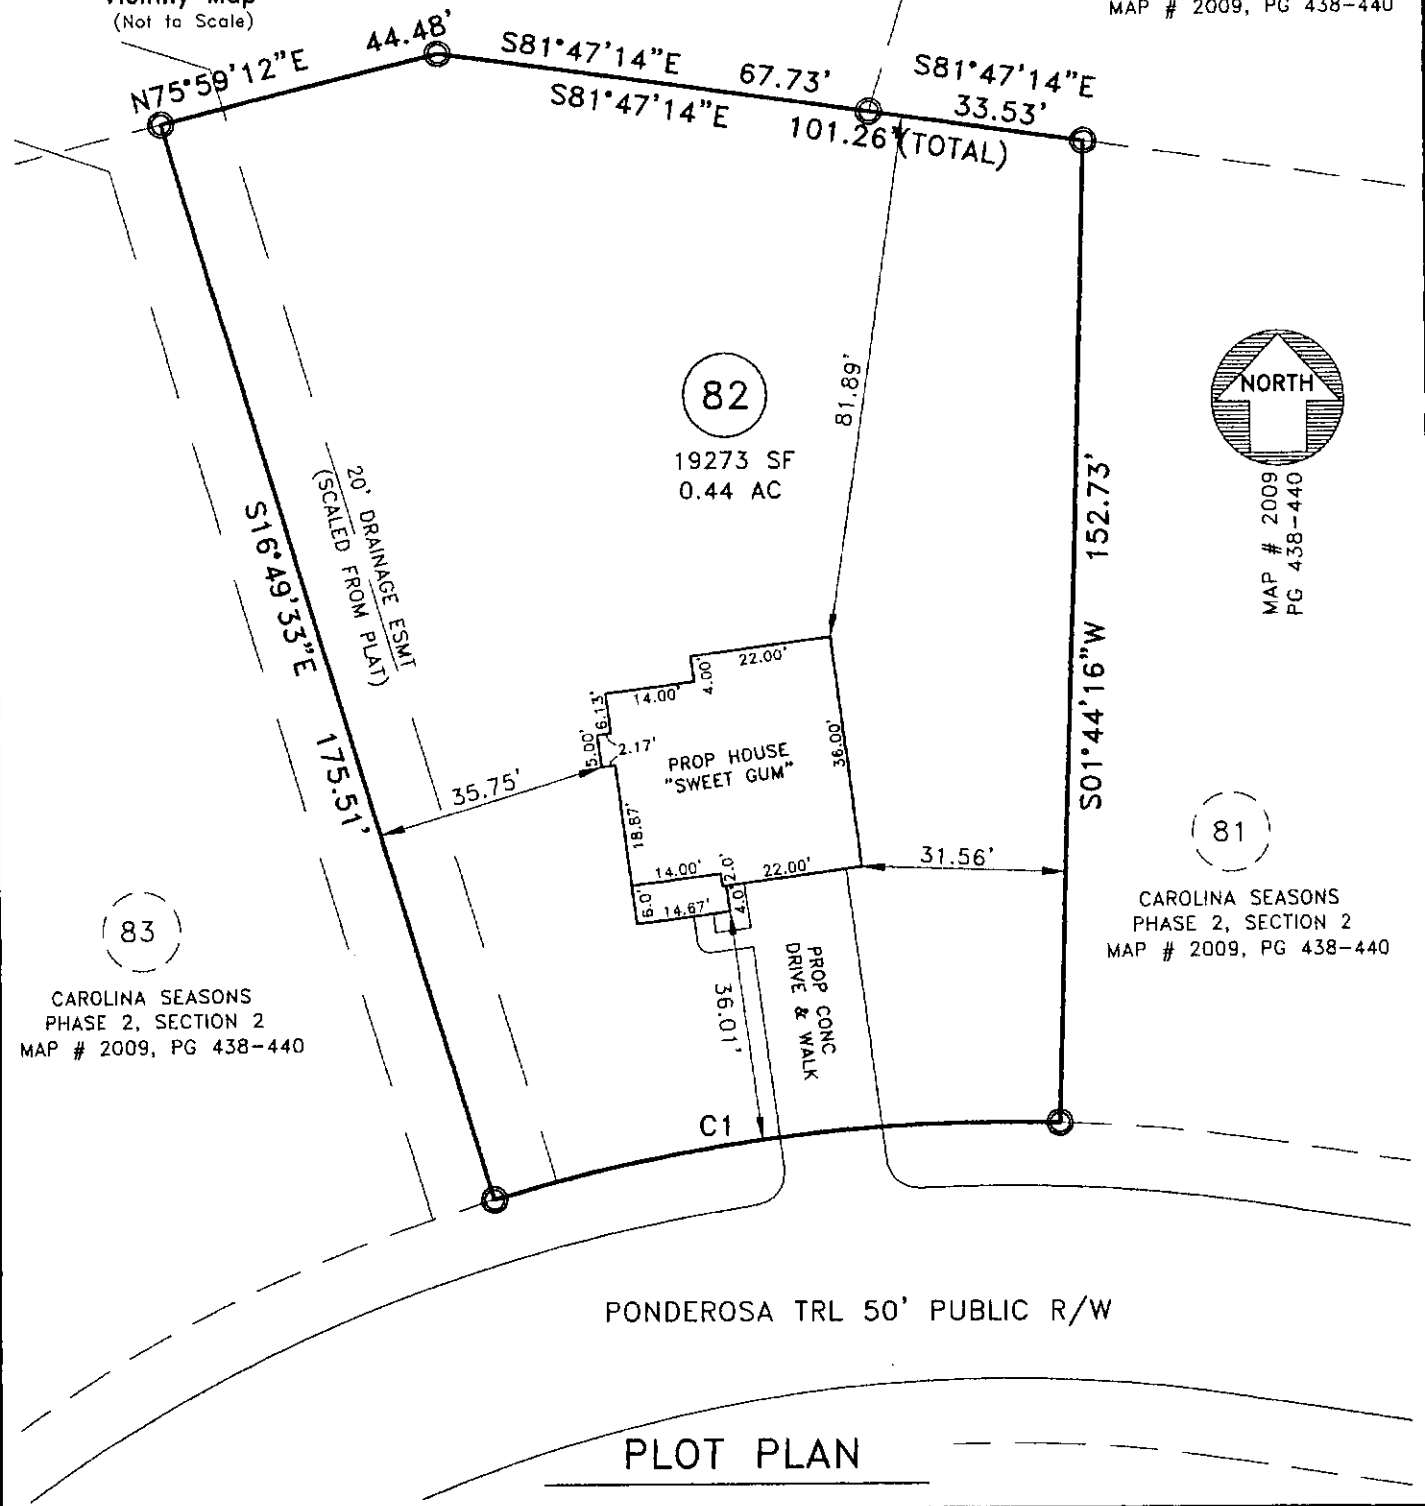 Vicinity Map
(Not to Scale)
MAP # 2009, PG 438-440
N75°59'12"E 44.48'
S81°47'14"E 67.73'
S81°47'14"E
33.53'
S81°47'14"E 101.26'(TOTAL)
82
19273 SF
0.44 AC
81.89'
NORTH
MAP # 2009
PG 438-440
S01°44'16"W 152.73'
S16°49'33"E 175.51'
20' DRAINAGE ESMT
(SCALED FROM PLAT)
22.00'
4.00'
14.00'
6.13'
5.00'
2.17'
PROP HOUSE
"SWEET GUM"
36.00'
35.75'
18.87'
14.00'
2.0'
22.00'
31.56'
6.0'
14.67'
4.0'
81
CAROLINA SEASONS
PHASE 2, SECTION 2
MAP # 2009, PG 438-440
83
CAROLINA SEASONS
PHASE 2, SECTION 2
MAP # 2009, PG 438-440
36.01'
PROP CONC
DRIVE & WALK
C1
PONDEROSA TRL 50' PUBLIC R/W
PLOT PLAN